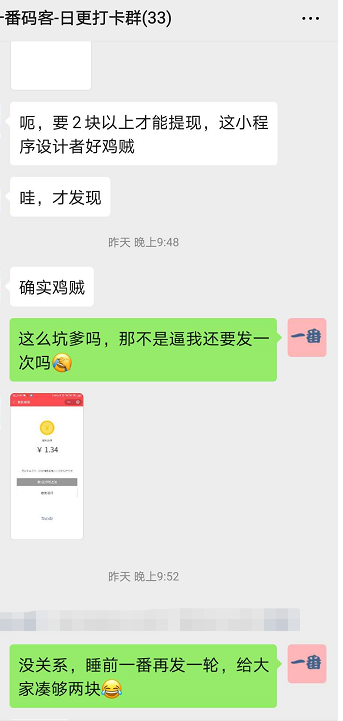 一番码客-日更打卡群(33)
呃，要２块以上才能提现，这小程
序设计者好鸡贼
哇，才发现
昨天 晚上9:48
确实鸡贼
这么坑爹吗，那不是逼我还要发一
次吗🤣
一番
¥ 1.34
昨天 晚上9:52
没关系，睡前一番再发一轮，给大
家凑够两块😂
一番